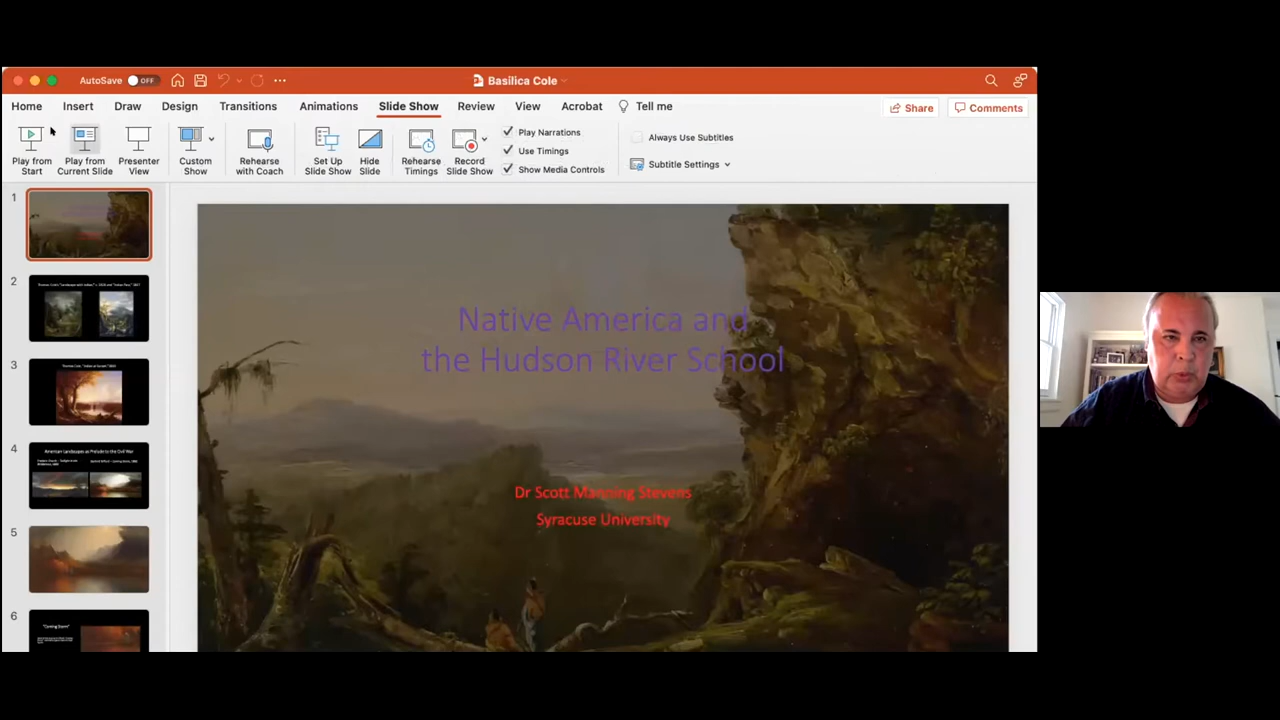 AutoSave OFF
Basilica Cole
Home Insert Draw Design Transitions Animations Slide Show Review View Acrobat Tell me
Share Comments
Play from Start
Play from Current Slide
Presenter View
Custom Show
Rehearse with Coach
Set Up Slide Show
Hide Slide
Rehearse Timings
Record Slide Show
Play Narrations
Use Timings
Show Media Controls
Always Use Subtitles
Subtitle Settings
1
2
3
4
American Landscapes as Prelude to the Civil War
5
6
"Coming Storm"
Native America and
the Hudson River School
Dr Scott Manning Stevens
Syracuse University